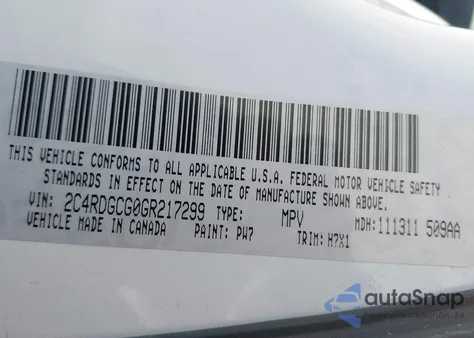 THIS VEHICLE CONFORMS TO ALL APPLICABLE U.S.A. FEDERAL MOTOR VEHICLE SAFETY
STANDARDS IN EFFECT ON THE DATE OF MANUFACTURE SHOWN ABOVE.
VIN: 2C4RDGCG0GR217299 TYPE: MPV MDH: 111311 509AA
VEHICLE MADE IN CANADA PAINT: PW7 TRIM: H7X1
autoSnap